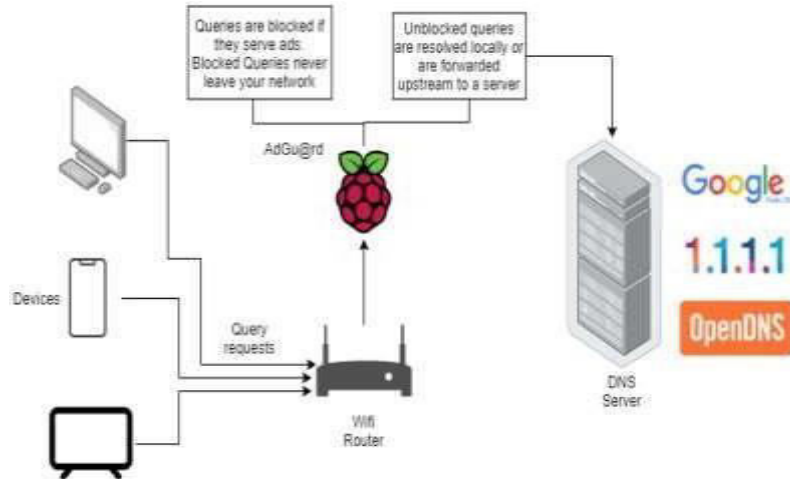 Queries are blocked if
they serve ads.
Blocked Queries never
leave your network
Unblocked queries
are resolved locally or
are forwarded
upstream to a server
AdGu@rd
Google
1.1.1.1
OpenDNS
Devices
Query
requests
DNS
Server
Wifi
Router